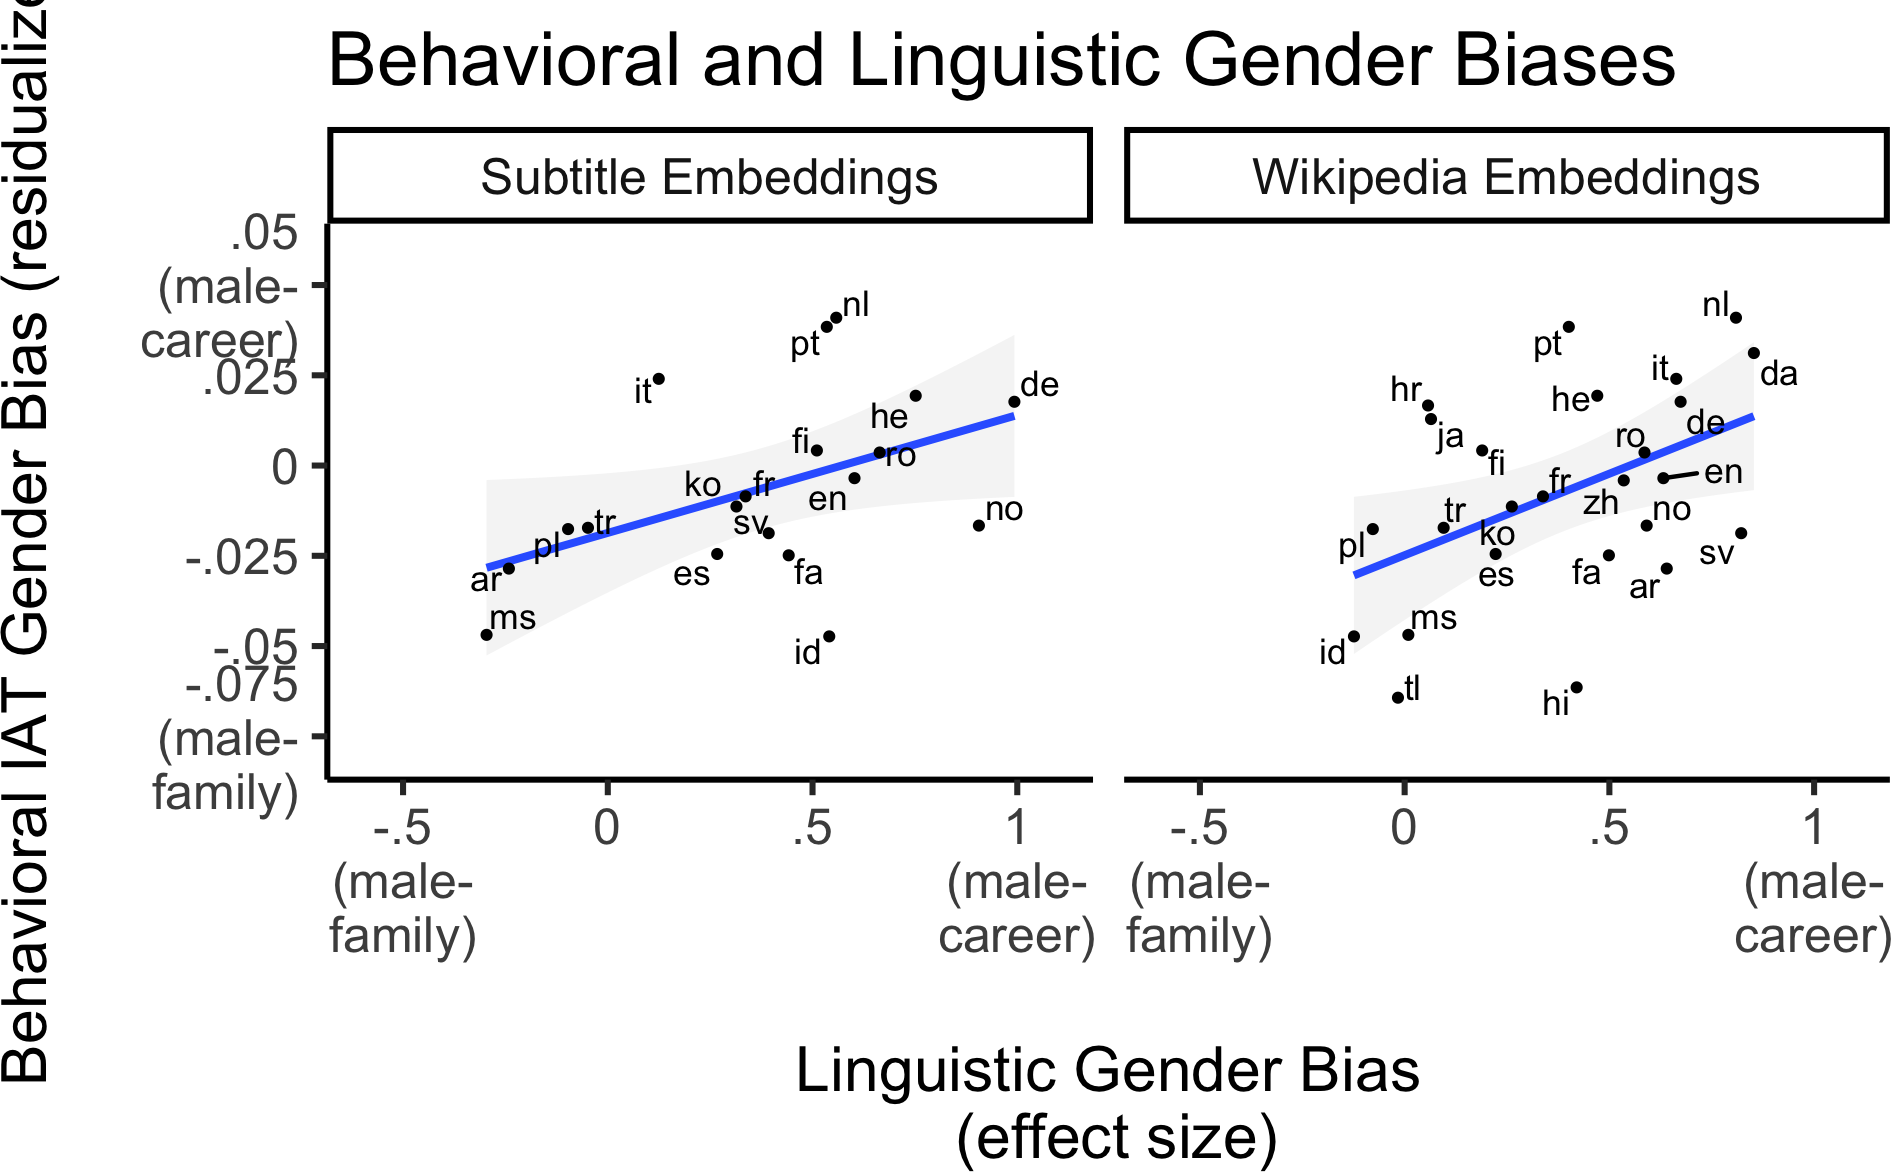 Behavioral and Linguistic Gender Biases
Subtitle Embeddings
Wikipedia Embeddings
Behavioral IAT Gender Bias (residualize
.05
(male-
career)
.025
0
-.025
-.05
-.075
(male-
family)
nl
pt
it
de
he
fi
ro
ko
fr
en
sv
no
tr
pl
es
fa
ar
ms
id
nl
pt
da
it
hr
he
de
ja
ro
fi
en
fr
zh
tr
no
ko
pl
sv
es
fa
ar
ms
id
tl
hi
-.5
(male-
family)
0
.5
1
(male-
career)
-.5
(male-
family)
0
.5
1
(male-
career)
Linguistic Gender Bias
(effect size)